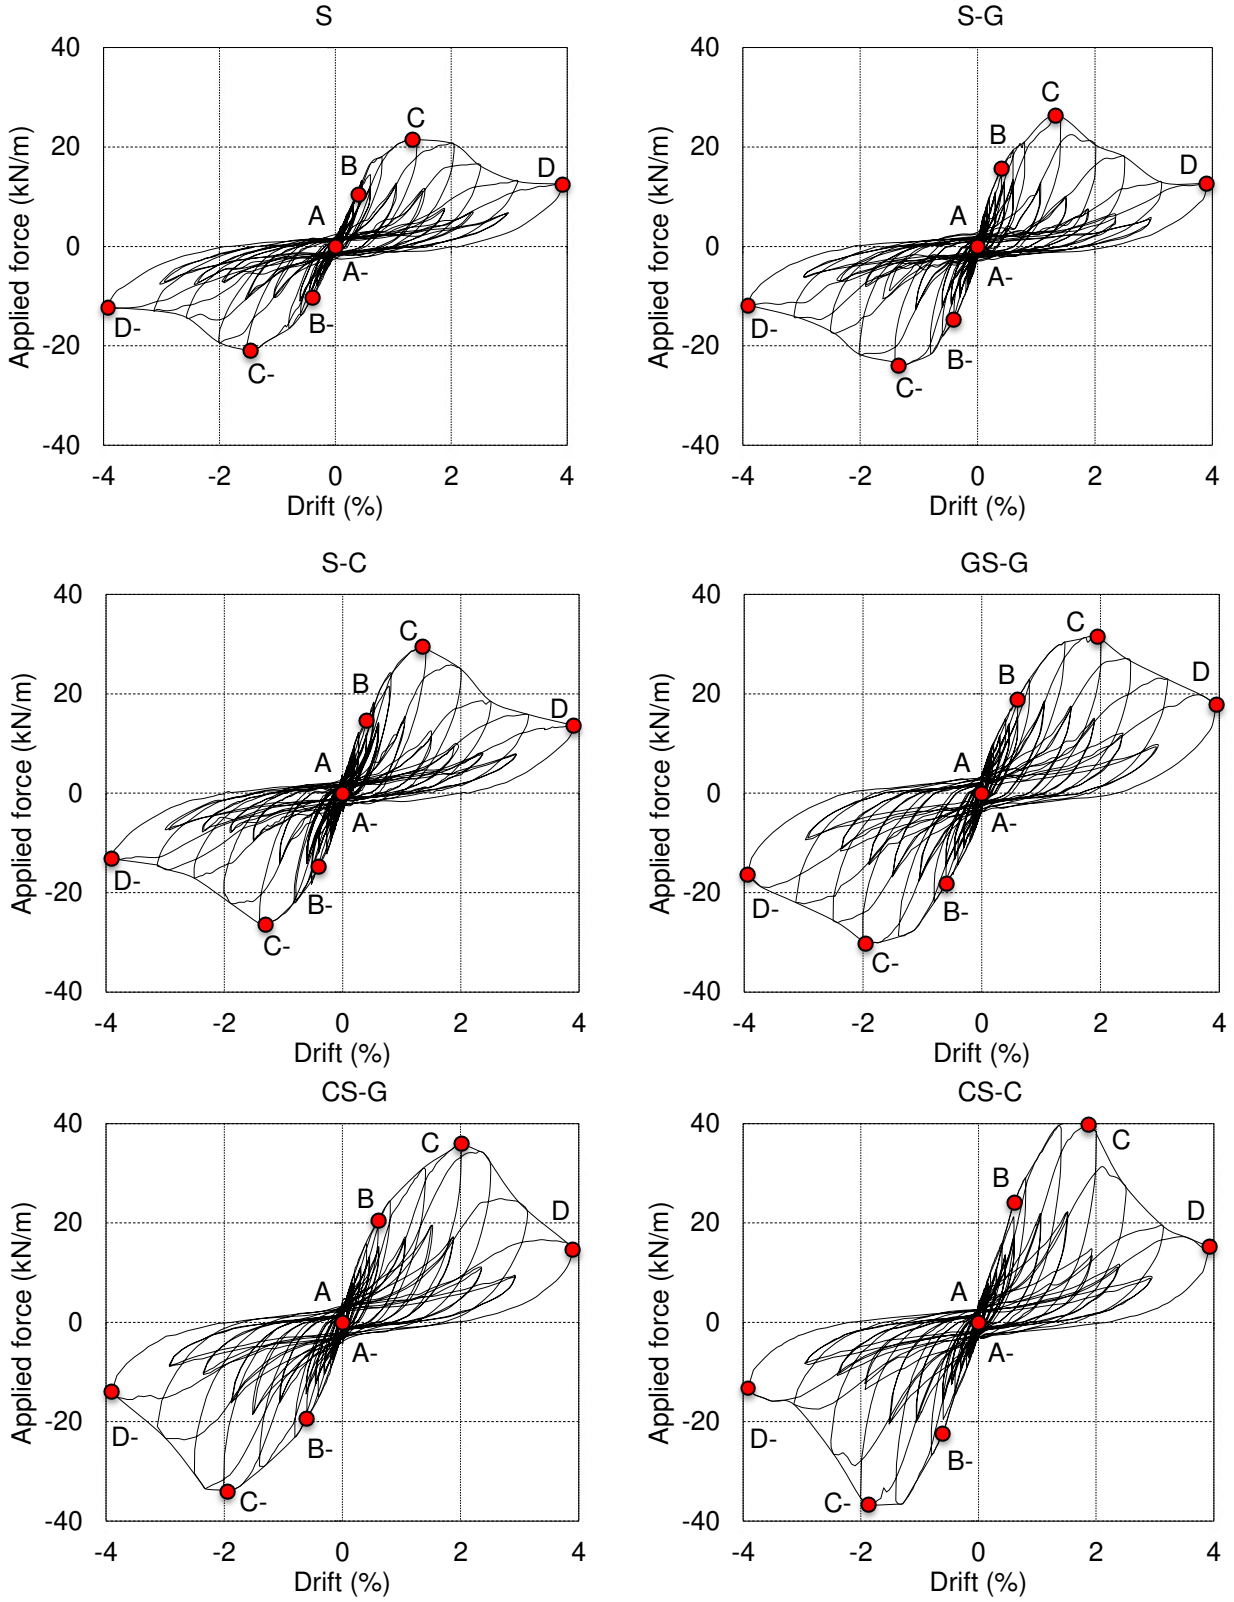 S
40
20
0
-20
-40
-4
-2
0
2
4
Applied force (kN/m)
Drift (%)
A
B
C
D
A-
B-
C-
D-
S-G
40
20
0
-20
-40
-4
-2
0
2
4
Applied force (kN/m)
Drift (%)
A
B
C
D
A-
B-
C-
D-
S-C
40
20
0
-20
-40
-4
-2
0
2
4
Applied force (kN/m)
Drift (%)
A
B
C
D
A-
B-
C-
D-
GS-G
40
20
0
-20
-40
-4
-2
0
2
4
Applied force (kN/m)
Drift (%)
A
B
C
D
A-
B-
C-
D-
CS-G
40
20
0
-20
-40
-4
-2
0
2
4
Applied force (kN/m)
Drift (%)
A
B
C
D
A-
B-
C-
D-
CS-C
40
20
0
-20
-40
-4
-2
0
2
4
Applied force (kN/m)
Drift (%)
A
B
C
D
A-
B-
C-
D-